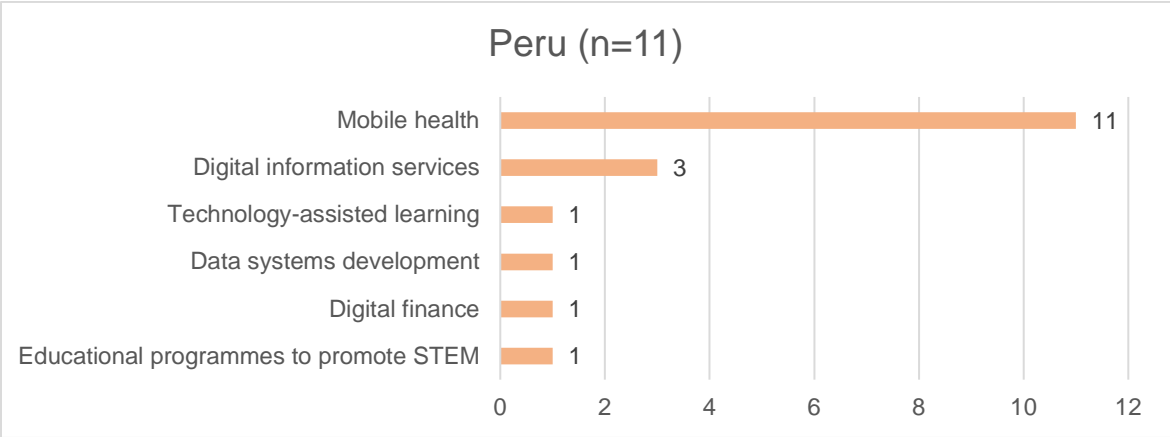 Peru (n=11)
Mobile health 11
Digital information services 3
Technology-assisted learning 1
Data systems development 1
Digital finance 1
Educational programmes to promote STEM 1
0 2 4 6 8 10 12